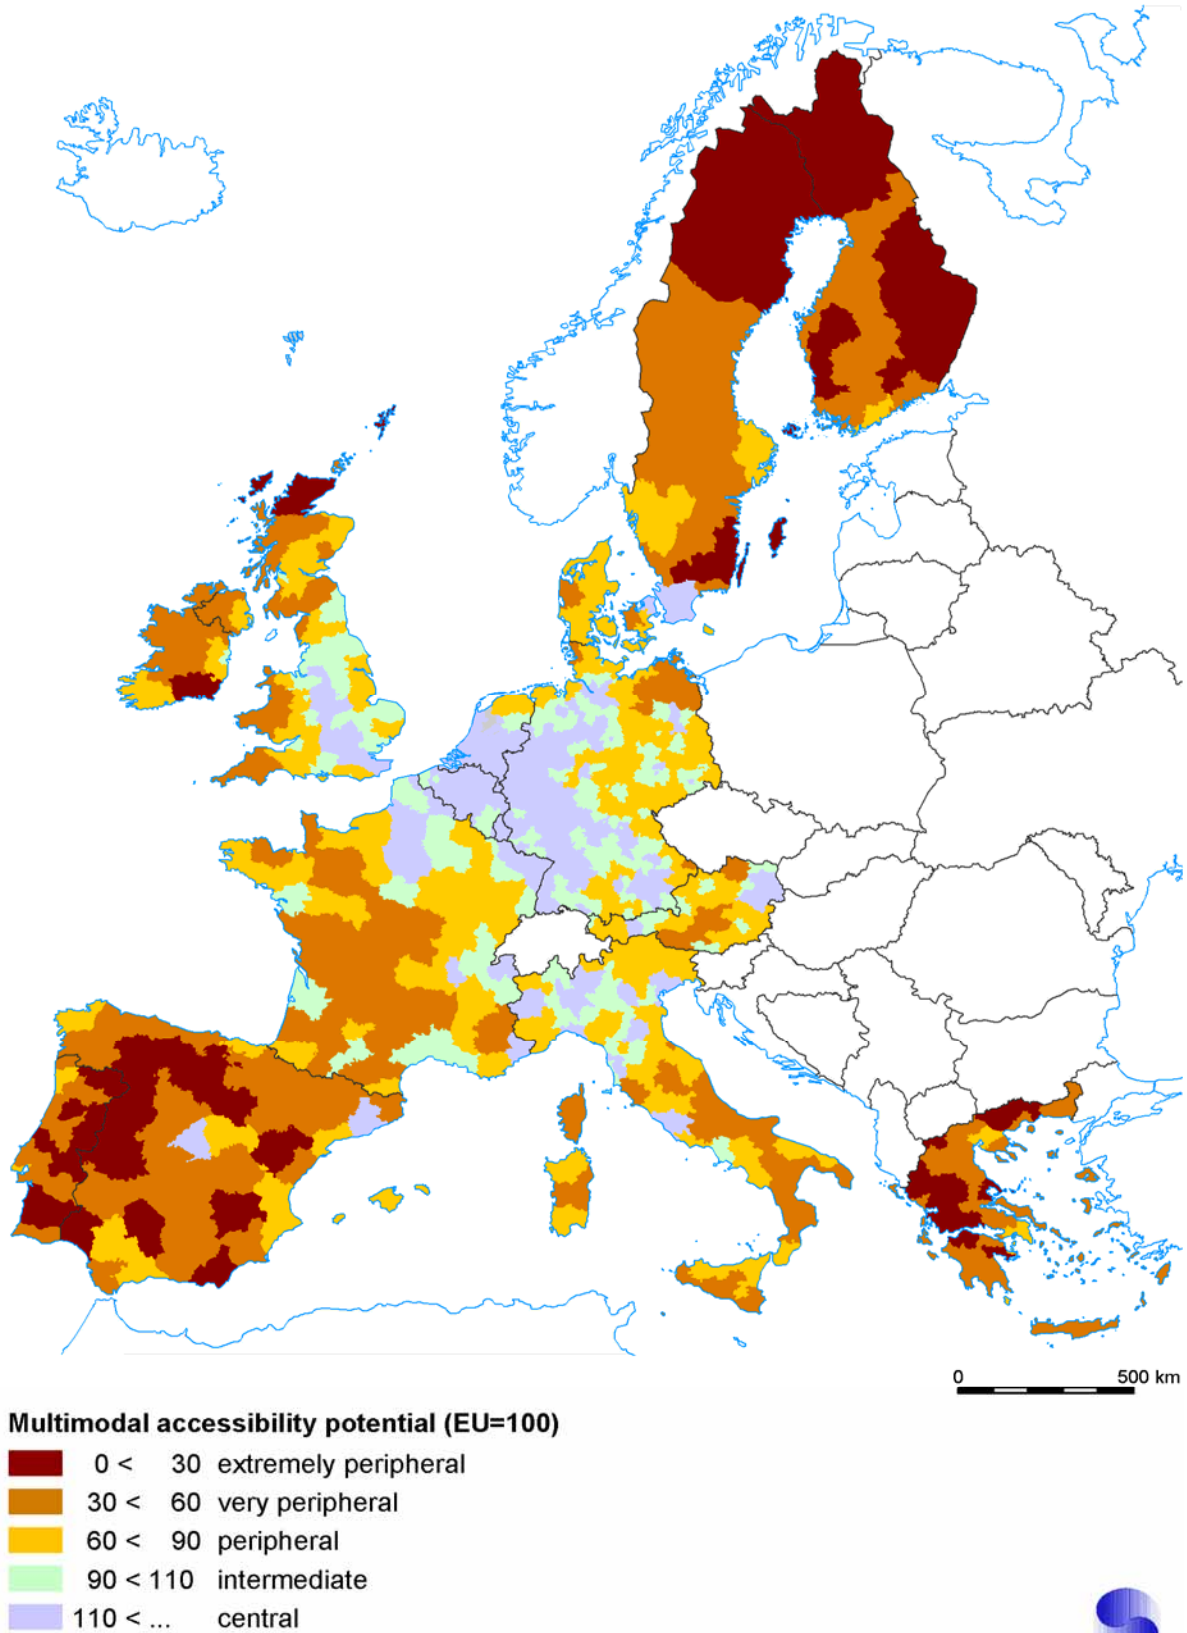 0 500 km
Multimodal accessibility potential (EU=100)
0 < 30 extremely peripheral
30 < 60 very peripheral
60 < 90 peripheral
90 < 110 intermediate
110 < ... central